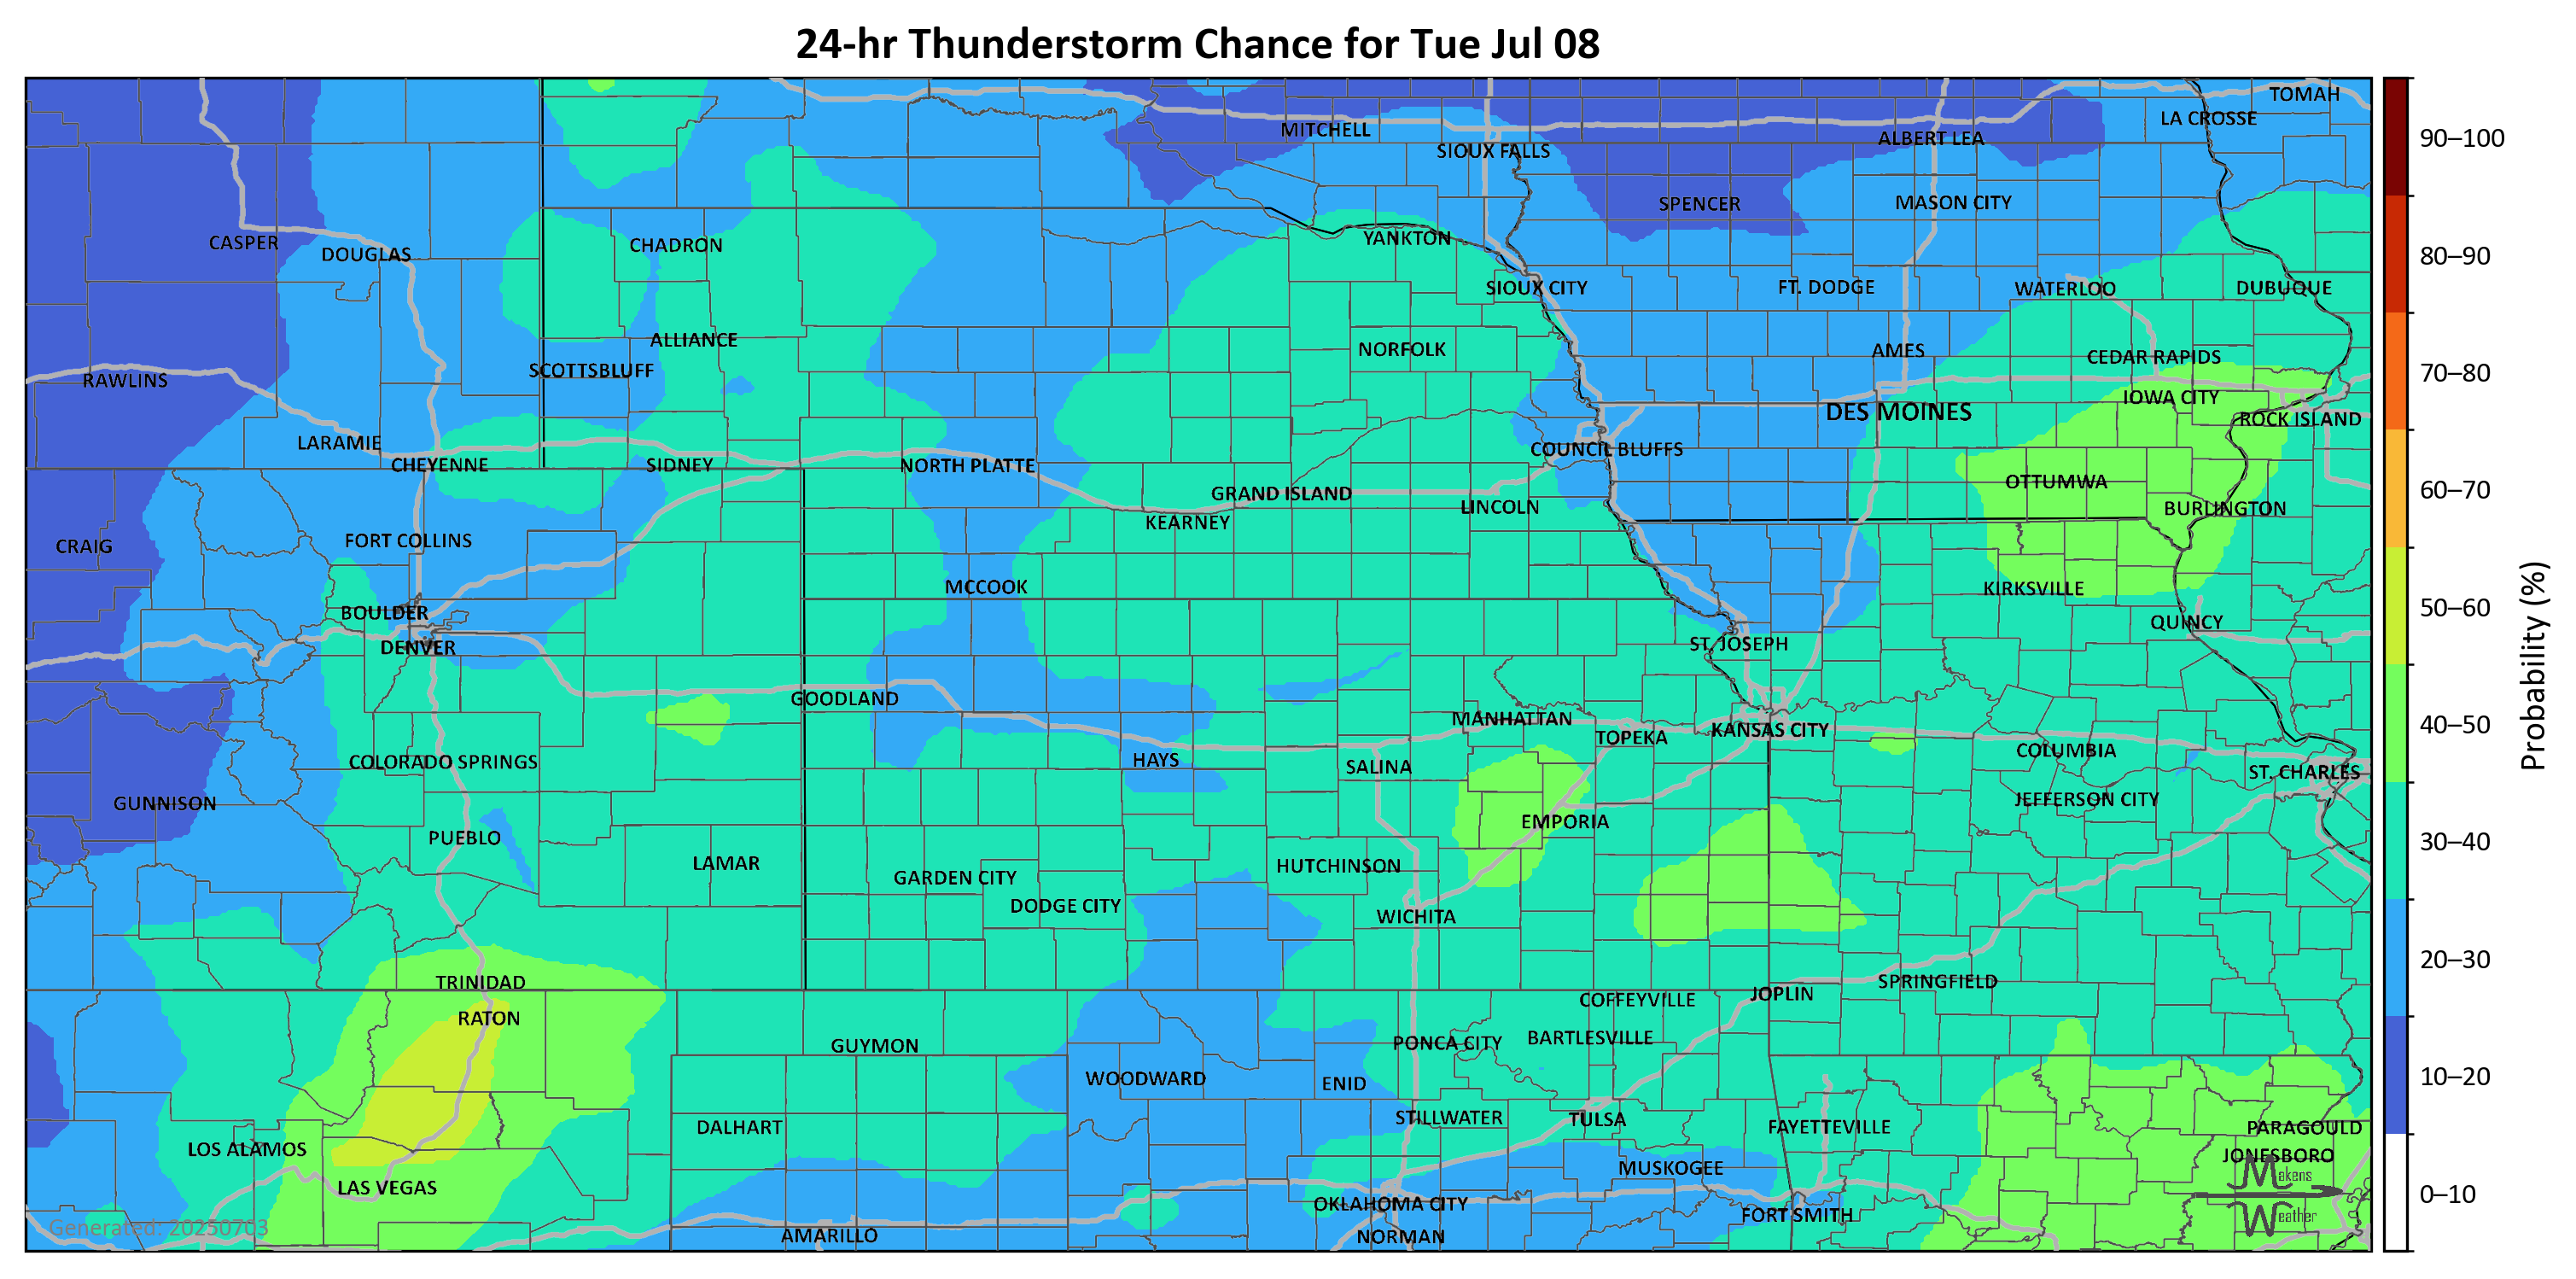 24-hr Thunderstorm Chance for Tue Jul 08
TOMAH
LA CROSSE
MITCHELL
ALBERT LEA
SIOUX FALLS
SPENCER
MASON CITY
CASPER
DOUGLAS
CHADRON
YANKTON
SIOUX CITY
FT. DODGE
WATERLOO
DUBUQUE
ALLIANCE
NORFOLK
AMES
CEDAR RAPIDS
SCOTTSBLUFF
RAWLINS
IOWA CITY
DES MOINES
ROCK ISLAND
LARAMIE
COUNCIL BLUFFS
CHEYENNE
SIDNEY
NORTH PLATTE
OTTUMWA
GRAND ISLAND
LINCOLN
BURLINGTON
KEARNEY
CRAIG
FORT COLLINS
MCCOOK
KIRKSVILLE
BOULDER
QUINCY
DENVER
ST. JOSEPH
GOODLAND
MANHATTAN
KANSAS CITY
TOPEKA
COLUMBIA
COLORADO SPRINGS
HAYS
SALINA
ST. CHARLES
GUNNISON
JEFFERSON CITY
EMPORIA
PUEBLO
LAMAR
HUTCHINSON
GARDEN CITY
DODGE CITY
WICHITA
TRINIDAD
SPRINGFIELD
JOPLIN
COFFEYVILLE
RATON
BARTLESVILLE
PONCA CITY
GUYMON
WOODWARD
ENID
STILLWATER
TULSA
DALHART
FAYETTEVILLE
PARAGOULD
LOS ALAMOS
JONESBORO
MUSKOGEE
LAS VEGAS
OKLAHOMA CITY
FORT SMITH
AMARILLO
NORMAN
Generated: 20250703
Makens
Weather
90–100
80–90
70–80
60–70
50–60
40–50
30–40
20–30
10–20
0–10
Probability (%)